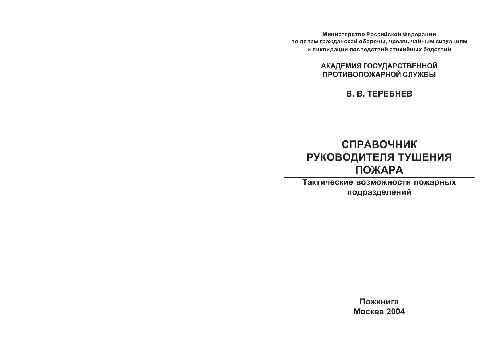 Министерство Российской Федерации
по делам гражданской обороны, чрезвычайным ситуациям
и ликвидации последствий стихийных бедствий
АКАДЕМИЯ ГОСУДАРСТВЕННОЙ
ПРОТИВОПОЖАРНОЙ СЛУЖБЫ
В. В. ТЕРЕБНЕВ
СПРАВОЧНИК
РУКОВОДИТЕЛЯ ТУШЕНИЯ
ПОЖАРА
Тактические возможности пожарных
подразделений
Пожкнига
Москва 2004